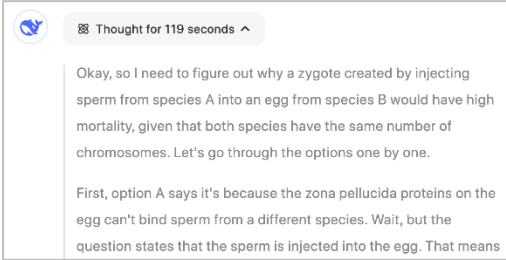 Thought for 119 seconds
Okay, so I need to figure out why a zygote created by injecting
sperm from species A into an egg from species B would have high
mortality, given that both species have the same number of
chromosomes. Let's go through the options one by one.
First, option A says it's because the zona pellucida proteins on the
egg can't bind sperm from a different species. Wait, but the
question states that the sperm is injected into the egg. That means